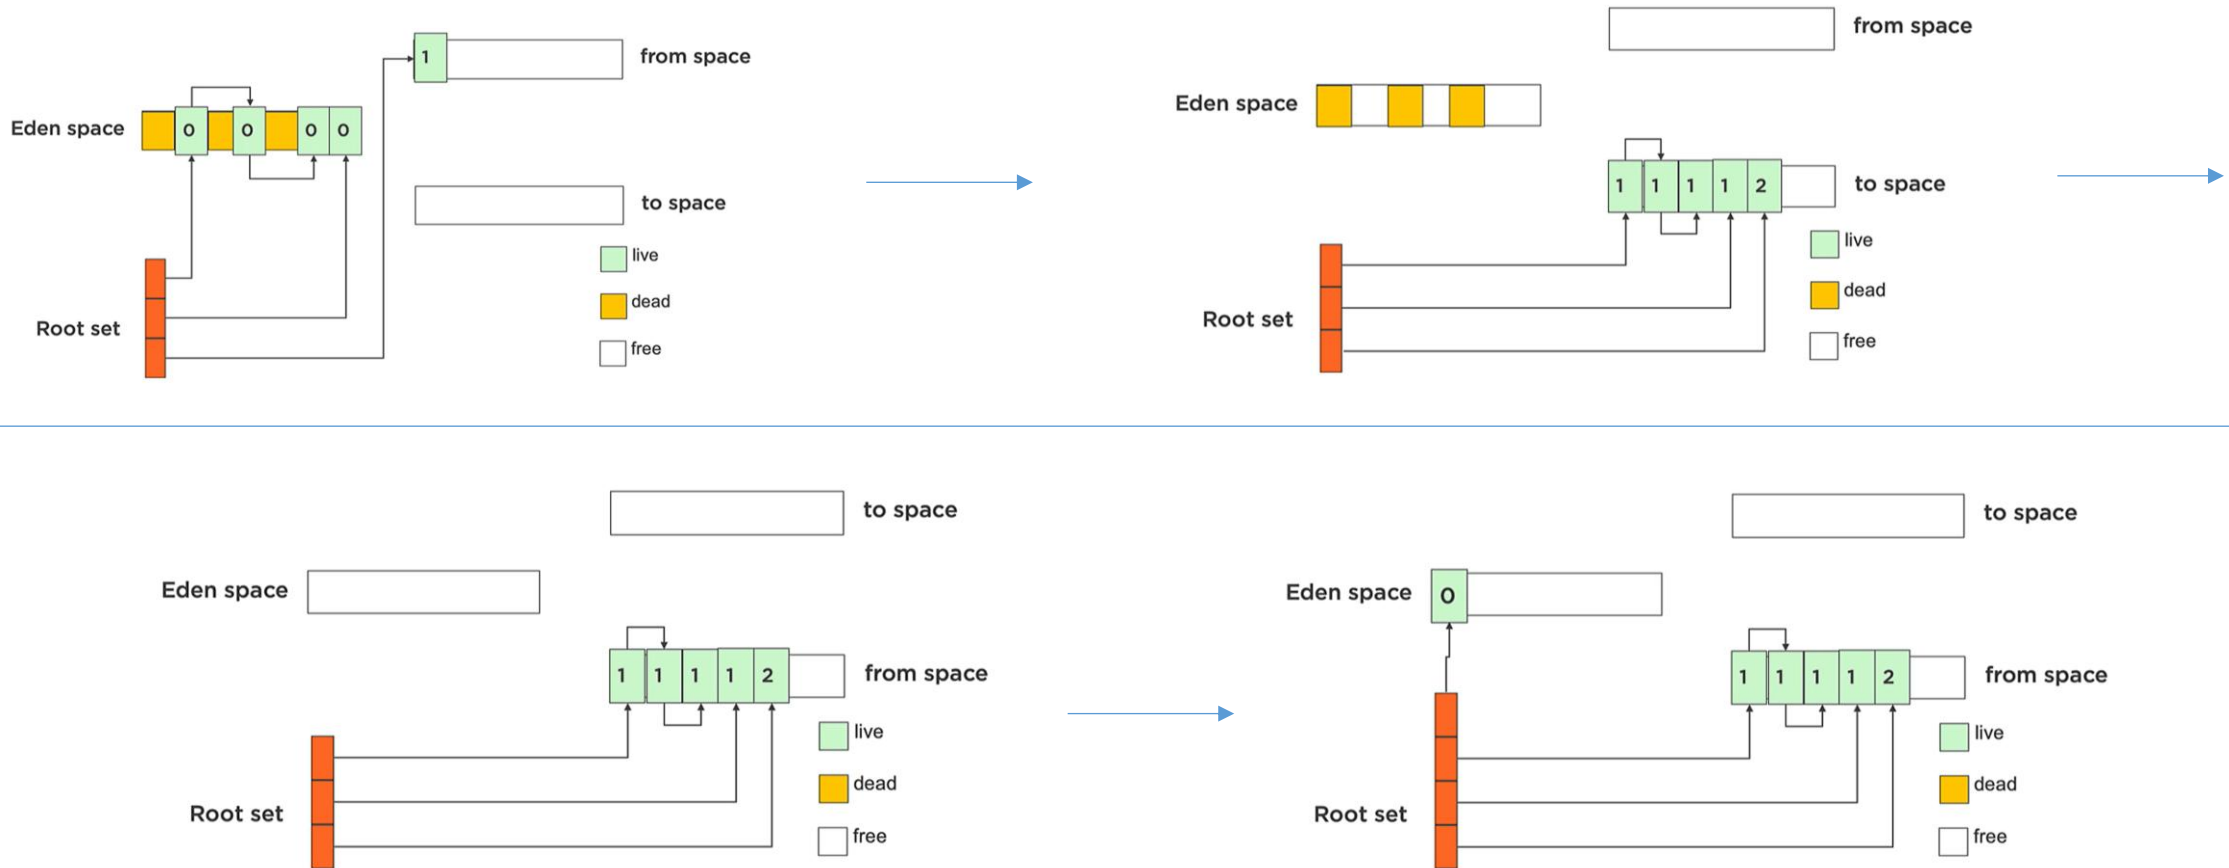 1
from space
Eden space
0 0 0 0
to space
live
dead
free
Root set
from space
Eden space
1 1 1 1 2
to space
live
dead
free
Root set
to space
Eden space
1 1 1 1 2
from space
live
dead
free
Root set
to space
Eden space
0
1 1 1 1 2
from space
live
dead
free
Root set